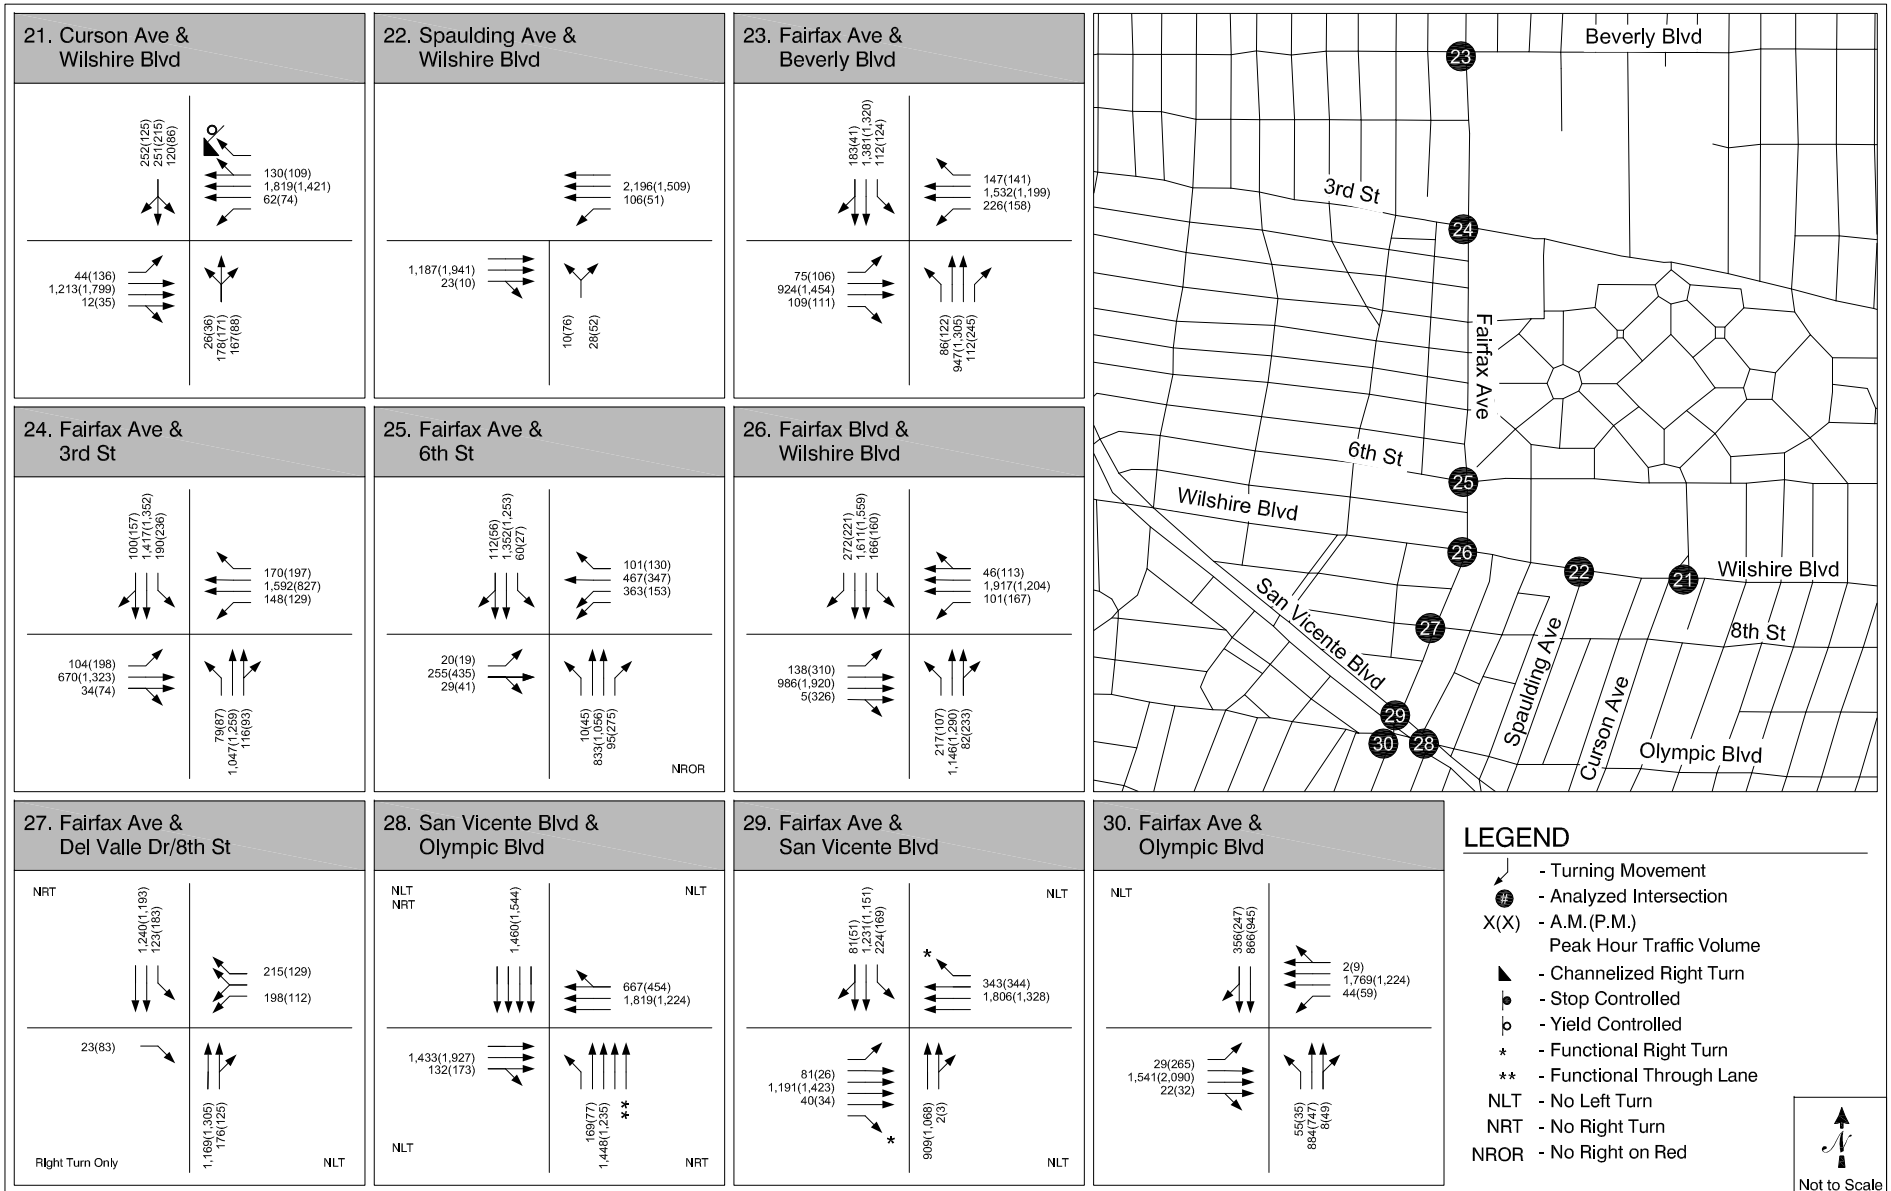 21. Curson Ave &
Wilshire Blvd
252(125)
251(215)
120(86)
130(109)
1,819(1,421)
62(74)
44(136)
1,213(1,799)
12(35)
26(36)
178(171)
167(88)
22. Spaulding Ave &
Wilshire Blvd
2,196(1,509)
106(51)
1,187(1,941)
23(10)
10(76)
28(52)
23. Fairfax Ave &
Beverly Blvd
183(41)
1,381(1,320)
112(124)
147(141)
1,532(1,199)
226(158)
75(106)
924(1,454)
109(111)
86(122)
947(1,305)
112(245)
24. Fairfax Ave &
3rd St
100(157)
1,417(1,352)
190(236)
170(197)
1,592(827)
148(129)
104(198)
670(1,323)
34(74)
79(87)
1,047(1,259)
116(93)
25. Fairfax Ave &
6th St
112(56)
1,352(1,253)
60(27)
101(130)
467(347)
363(153)
20(19)
255(435)
29(41)
10(45)
833(1,056)
95(275)
NROR
26. Fairfax Blvd &
Wilshire Blvd
272(221)
1,611(1,559)
166(160)
46(113)
1,917(1,204)
101(167)
138(310)
986(1,920)
5(326)
217(107)
1,146(1,290)
82(233)
27. Fairfax Ave &
Del Valle Dr/8th St
NRT
1,240(1,193)
123(183)
215(129)
198(112)
23(83)
1,169(1,305)
176(125)
Right Turn Only
NLT
28. San Vicente Blvd &
Olympic Blvd
NLT
NRT
NLT
1,460(1,544)
667(454)
1,819(1,224)
1,433(1,927)
132(173)
169(77)
1,448(1,235)
**
NLT
NRT
29. Fairfax Ave &
San Vicente Blvd
NLT
81(51)
1,231(1,151)
224(169)
*
343(344)
1,806(1,328)
81(26)
1,191(1,423)
40(34)
*
909(1,068)
2(3)
NLT
30. Fairfax Ave &
Olympic Blvd
NLT
356(247)
866(945)
2(9)
1,769(1,224)
44(59)
29(265)
1,541(2,090)
22(32)
55(35)
884(747)
8(49)
Beverly Blvd
23
3rd St
24
Fairfax Ave
6th St
25
Wilshire Blvd
26
22
21
Wilshire Blvd
San Vicente Blvd
27
8th St
Spaulding Ave
Curson Ave
29
30
28
Olympic Blvd
LEGEND
- Turning Movement
# - Analyzed Intersection
X(X) - A.M.(P.M.)
Peak Hour Traffic Volume
- Channelized Right Turn
- Stop Controlled
- Yield Controlled
* - Functional Right Turn
** - Functional Through Lane
NLT - No Left Turn
NRT - No Right Turn
NROR - No Right on Red
N
Not to Scale